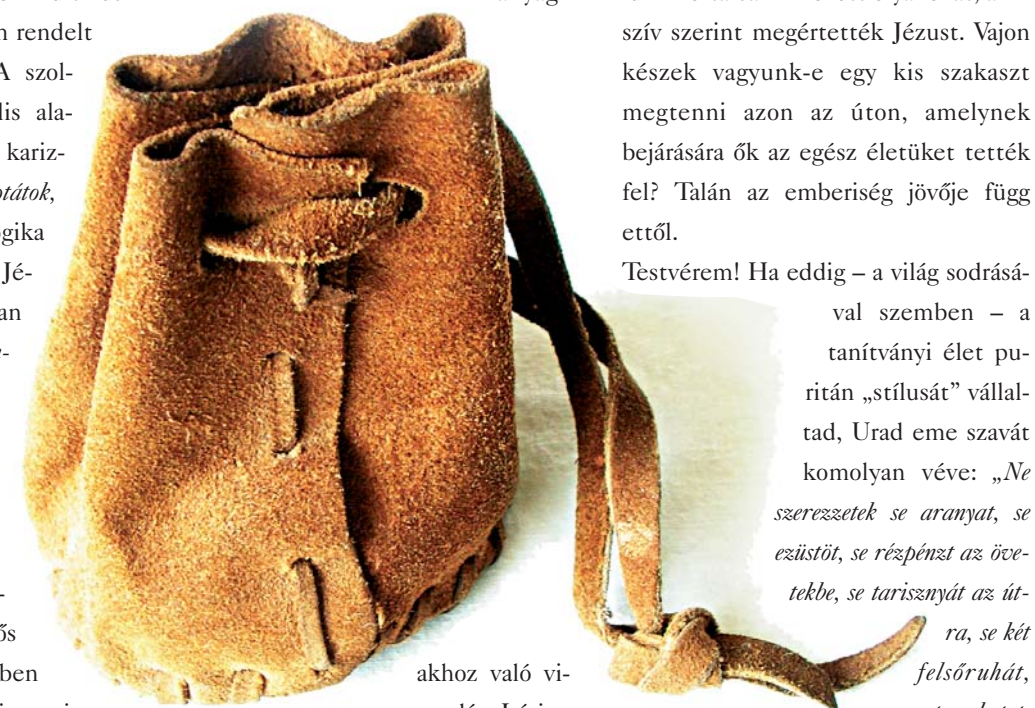 rendelt
A szol-
lis ala-
kariz-
otátok,
gika
Jé-
an
ős
ben
akhoz való vi-
szív szerint megértették Jézust. Vajon
készek vagyunk-e egy kis szakaszt
megtenni azon az úton, amelynek
bejárására ők az egész életüket tették
fel? Talán az emberiség jövője függ
ettől.
Testvérem! Ha eddig – a világ sodrásá-
val szemben – a
tanítványi élet pu-
ritán „stílusát” vállal-
tad, Urad eme szavát
komolyan véve: „Ne
szerezzetek se aranyat, se
ezüstöt, se rézpénzt az öve-
tekbe, se tarisznyát az út-
ra, se két
felsőruhát,